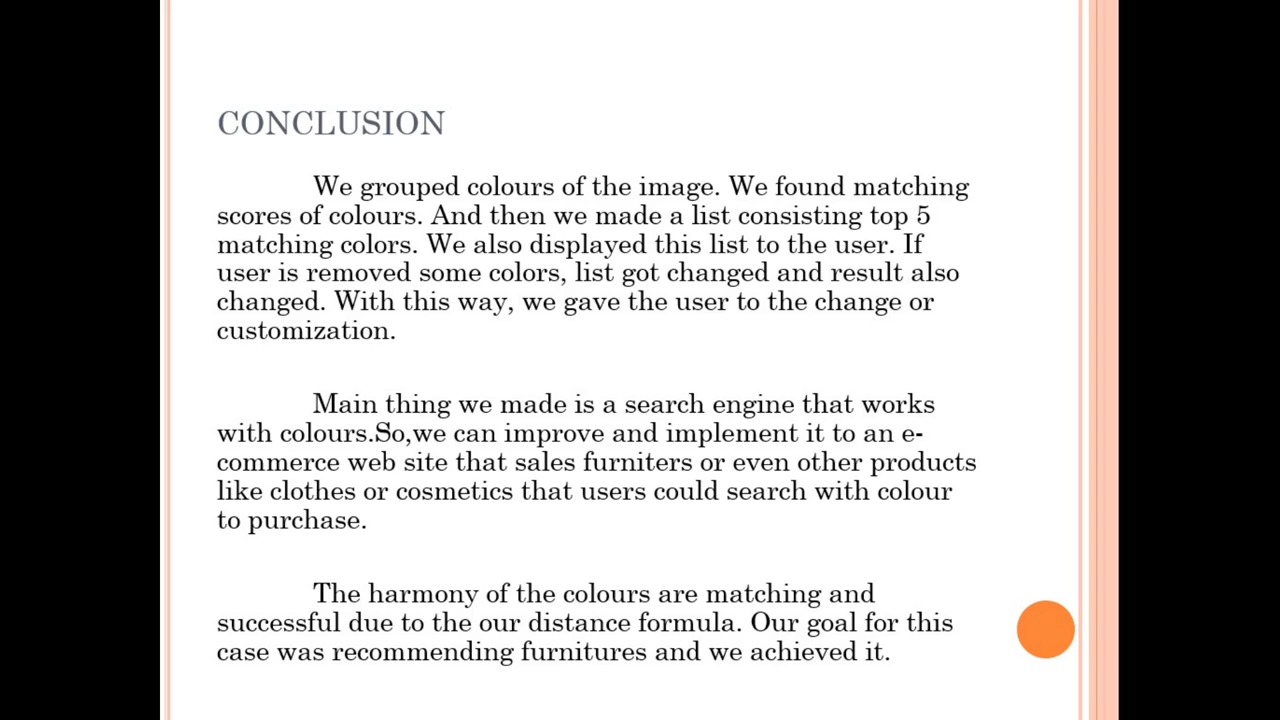 CONCLUSION
We grouped colours of the image. We found matching
scores of colours. And then we made a list consisting top 5
matching colors. We also displayed this list to the user. If
user is removed some colors, list got changed and result also
changed. With this way, we gave the user to the change or
customization.
Main thing we made is a search engine that works
with colours.So,we can improve and implement it to an e-
commerce web site that sales furniters or even other products
like clothes or cosmetics that users could search with colour
to purchase.
The harmony of the colours are matching and
successful due to the our distance formula. Our goal for this
case was recommending furnitures and we achieved it.